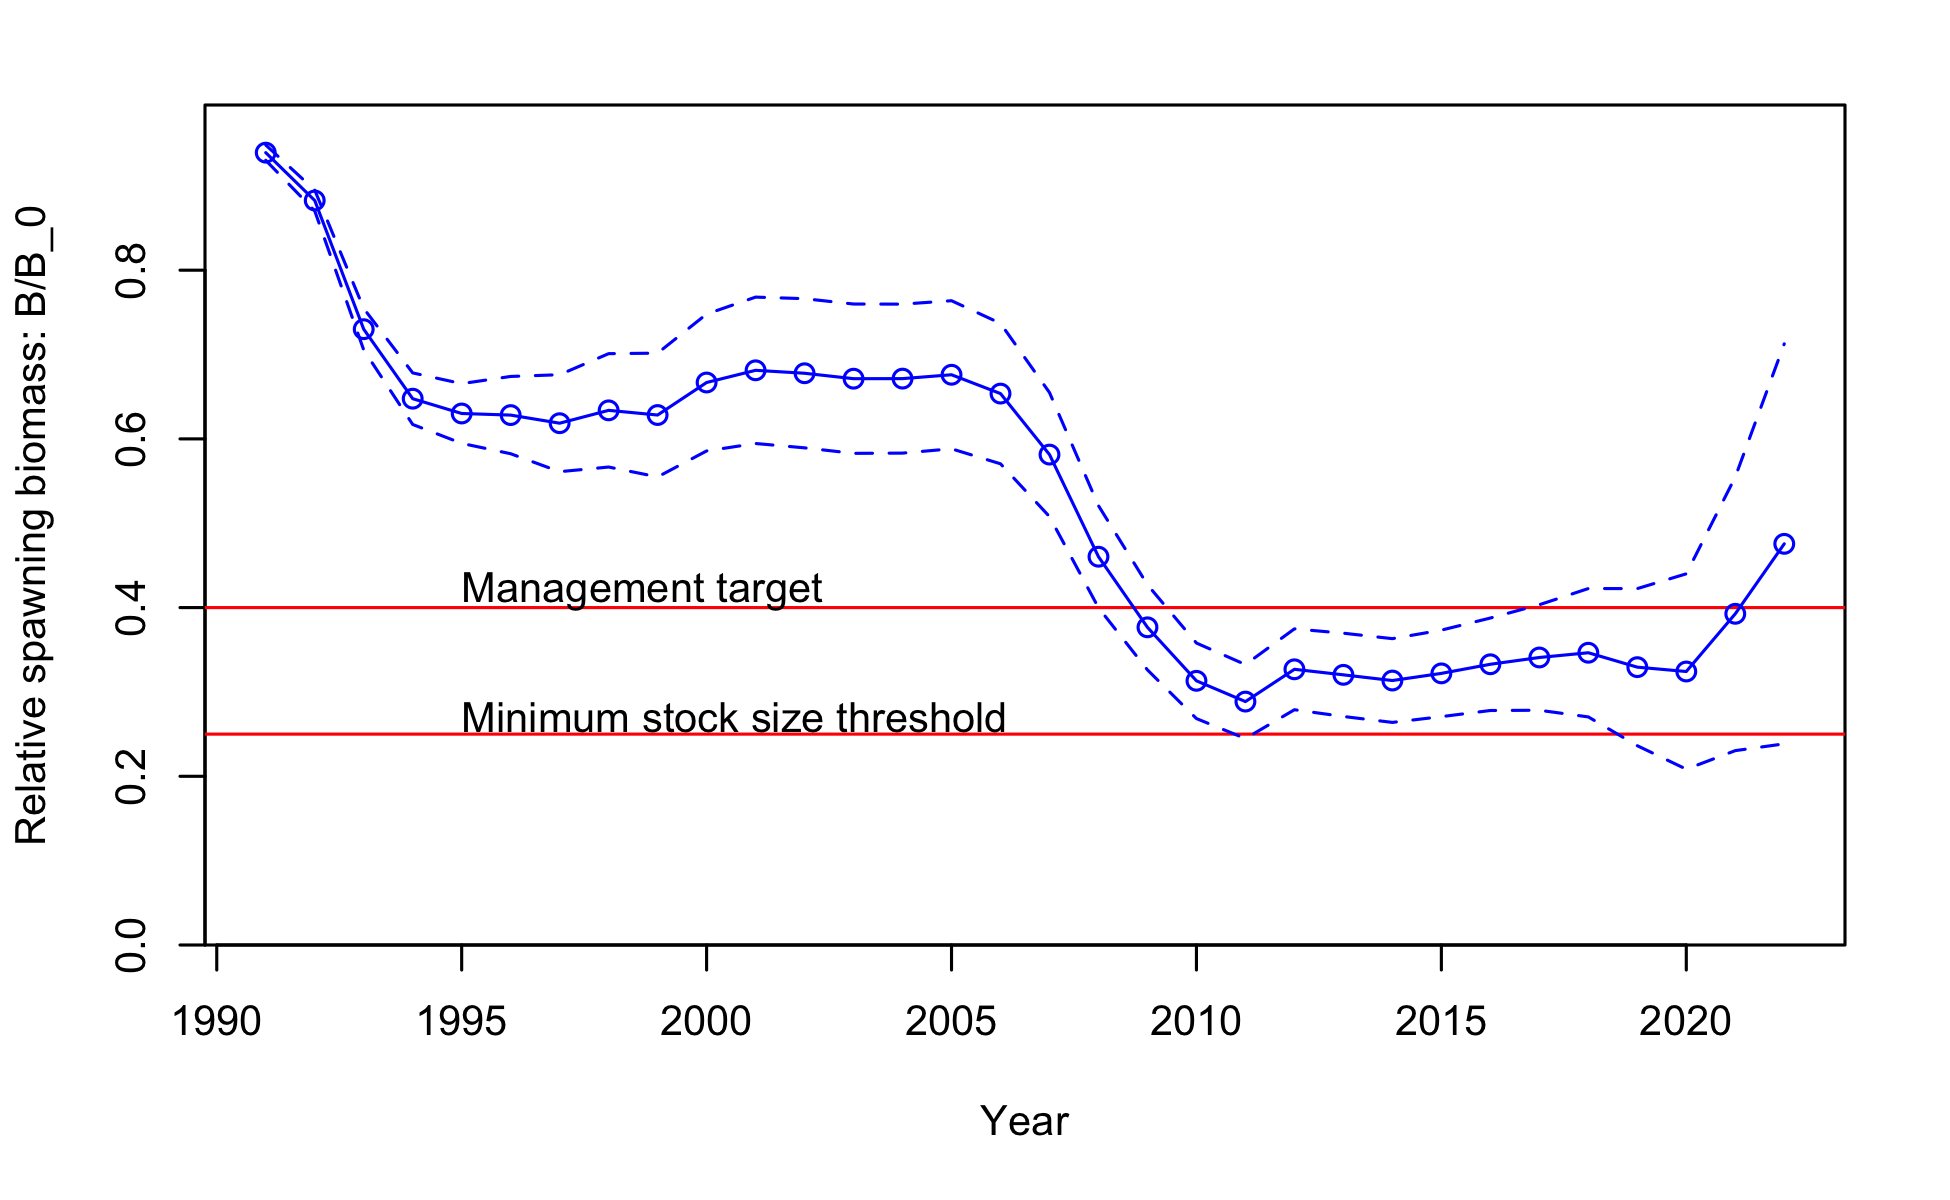 Relative spawning biomass: B/B_0
0.8
0.6
0.4
0.2
0.0
Management target
Minimum stock size threshold
1990 1995 2000 2005 2010 2015 2020
Year